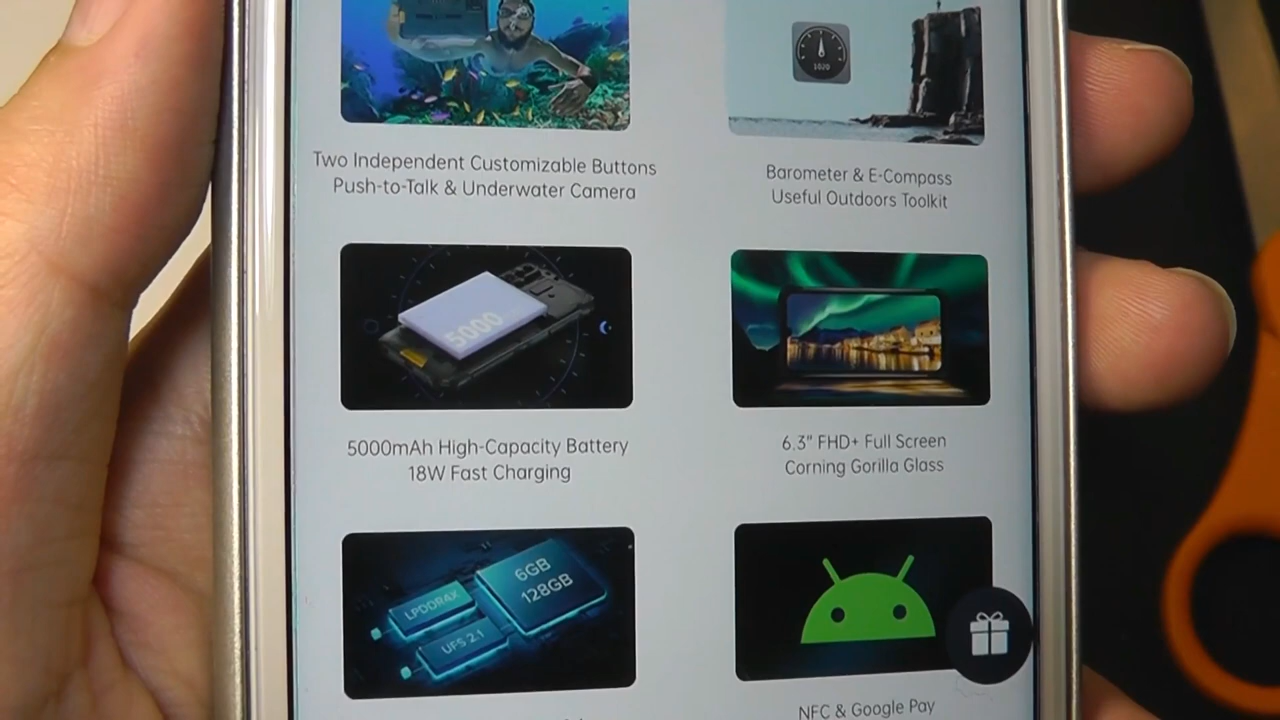 1020
Two Independent Customizable Buttons
Push-to-Talk & Underwater Camera
Barometer & E-Compass
Useful Outdoors Toolkit
5000
5000mAh High-Capacity Battery
18W Fast Charging
6.3" FHD+ Full Screen
Corning Gorilla Glass
6GB
128GB
LPDDR4X
UFS 2.1
NFC & Google Pay